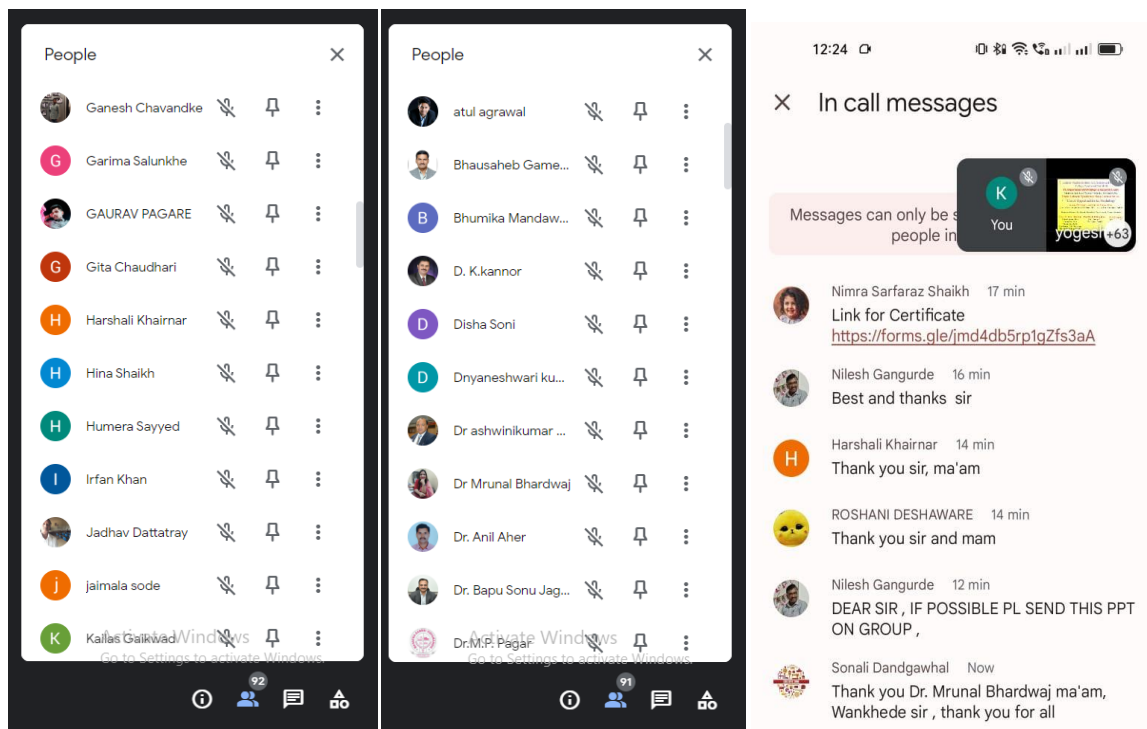 People
Ganesh Chavandke
G
Garima Salunkhe
GAURAV PAGARE
G
Gita Chaudhari
H
Harshali Khairnar
H
Hina Shaikh
H
Humera Sayyed
I
Irfan Khan
Jadhav Dattatray
j
jaimala sode
K
Kailas Gaikwad
Activate Windows
Go to Settings to activate Windows.
92
People
atul agrawal
Bhausaheb Game...
B
Bhumika Mandaw...
D. K.kannor
D
Disha Soni
D
Dnyaneshwari ku...
Dr ashwinikumar ...
Dr Mrunal Bhardwaj
Dr. Anil Aher
Dr. Bapu Sonu Jag...
Dr.M.P. Pagar
Activate Windows
Go to Settings to activate Windows.
91
12:24
In call messages
Messages can only be s
people in
K
You
yogesh
+63
Nimra Sarfaraz Shaikh 17 min
Link for Certificate
https://forms.gle/jmd4db5rp1gZfs3aA
Nilesh Gangurde 16 min
Best and thanks sir
H
Harshali Khairnar 14 min
Thank you sir, ma'am
ROSHANI DESHAWARE 14 min
Thank you sir and mam
Nilesh Gangurde 12 min
DEAR SIR , IF POSSIBLE PL SEND THIS PPT
ON GROUP ,
Sonali Dandgawhal Now
Thank you Dr. Mrunal Bhardwaj ma'am,
Wankhede sir , thank you for all